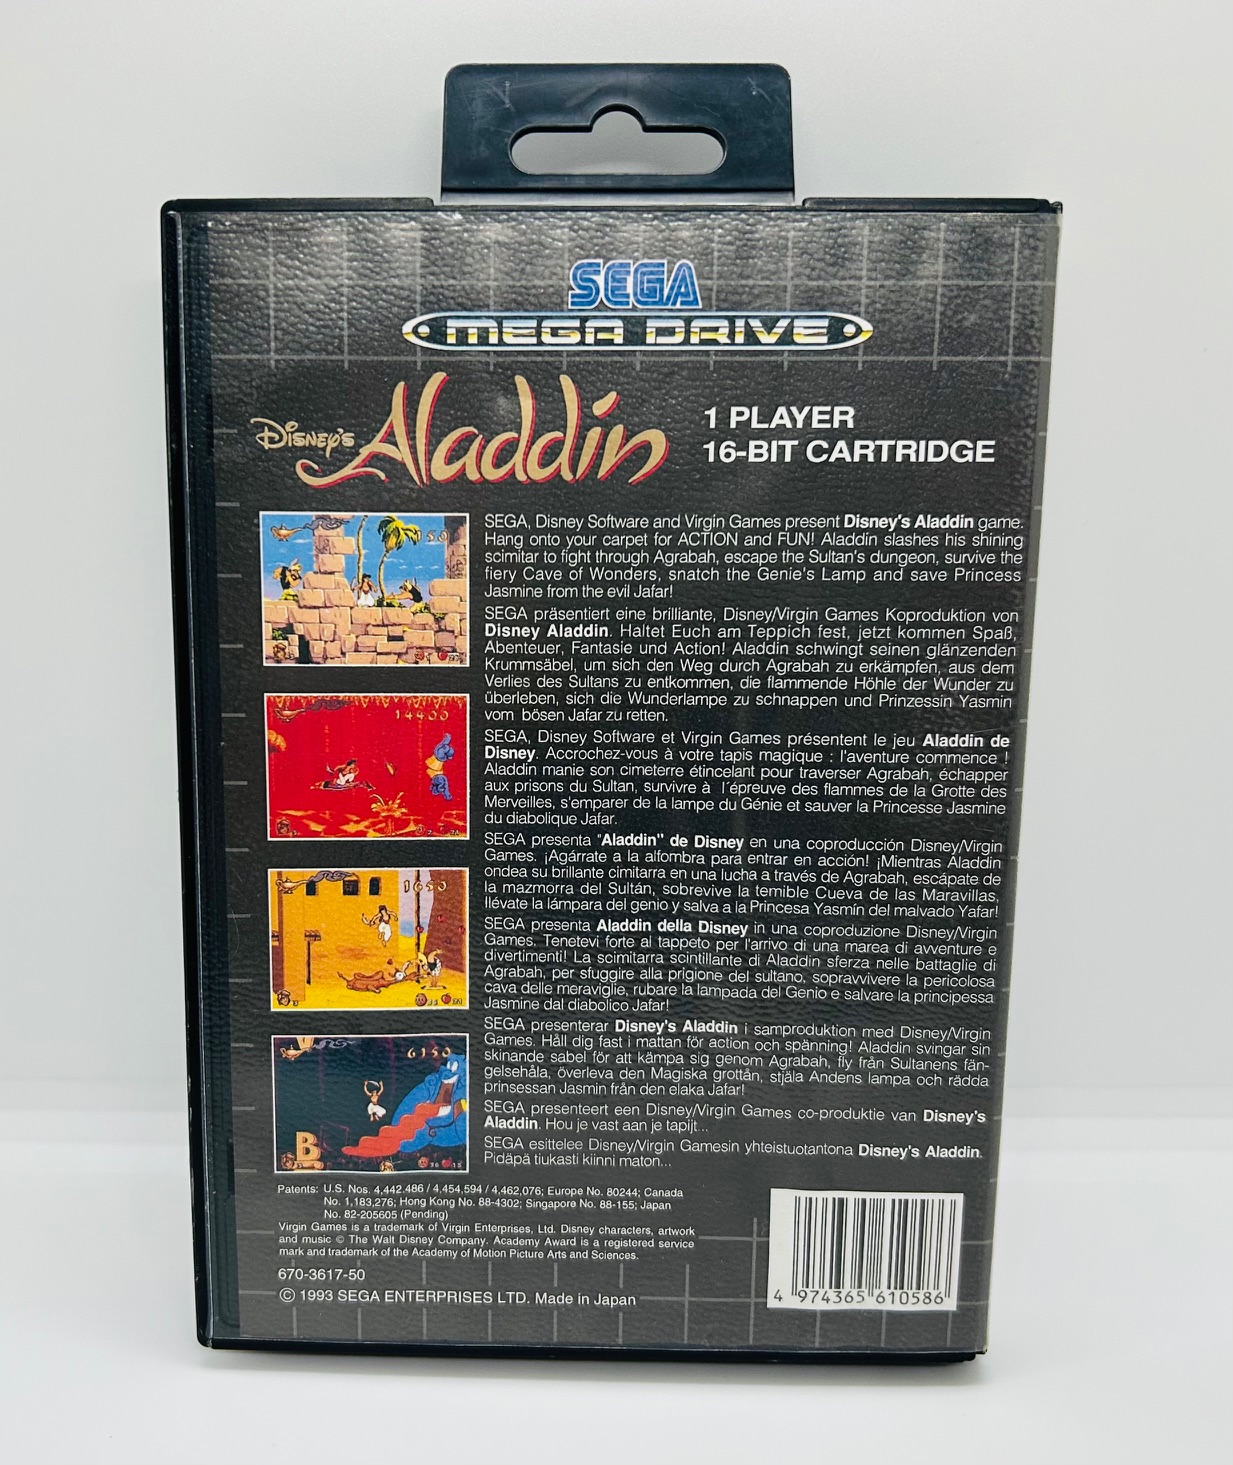 SEGA
MEGA DRIVE
Disney's Aladdin
1 PLAYER
16-BIT CARTRIDGE
SEGA, Disney Software and Virgin Games present Disney's Aladdin game.
Hang onto your carpet for ACTION and FUN! Aladdin slashes his shining
scimitar to fight through Agrabah, escape the Sultan's dungeon, survive the
fiery Cave of Wonders, snatch the Genie's Lamp and save Princess
Jasmine from the evil Jafar!
SEGA präsentiert eine brilliante, Disney/Virgin Games Koproduktion von
Disney Aladdin. Haltet Euch am Teppich fest, jetzt kommen Spaß,
Abenteuer, Fantasie und Action! Aladdin schwingt seinen glänzenden
Krummsäbel, um sich den Weg durch Agrabah zu erkämpfen, aus dem
Verlies des Sultans zu entkommen, die flammende Höhle der Wunder zu
überleben, sich die Wunderlampe zu schnappen und Prinzessin Yasmin
vom bösen Jafar zu retten.
SEGA, Disney Software et Virgin Games présentent le jeu Aladdin de
Disney. Accrochez-vous à votre tapis magique : l'aventure commence !
Aladdin manie son cimeterre étincelant pour traverser Agrabah, échapper
aux prisons du Sultan, survivre à l´épreuve des flammes de la Grotte des
Merveilles, s'emparer de la lampe du Génie et sauver la Princesse Jasmine
du diabolique Jafar.
SEGA presenta "Aladdin" de Disney en una coproducción Disney/Virgin
Games. ¡Agárrate a la alfombra para entrar en acción! ¡Mientras Aladdin
ondea su brillante cimitarra en una lucha a través de Agrabah, escápate de
la mazmorra del Sultán, sobrevive la temible Cueva de las Maravillas,
llévate la lámpara del genio y salva a la Princesa Yasmín del malvado Yafar!
SEGA presenta Aladdin della Disney in una coproduzione Disney/Virgin
Games. Tenetevi forte al tappeto per l'arrivo di una marea di avventure e
divertimenti! La scimitarra scintillante di Aladdin sferza nelle battaglie di
Agrabah, per sfuggire alla prigione del sultano, sopravvivere la pericolosa
cava delle meraviglie, rubare la lampada del Genio e salvare la principessa
Jasmine dal diabolico Jafar!
SEGA presenterar Disney's Aladdin i samproduktion med Disney/Virgin
Games. Håll dig fast i mattan för action och spänning! Aladdin svingar sin
skinande sabel för att kämpa sig genom Agrabah, fly från Sultanens fän-
gelsehåla, överleva den Magiska grottån, stjäla Andens lampa och rädda
prinsessan Jasmin från den elaka Jafar!
SEGA presenteert een Disney/Virgin Games co-produktie van Disney's
Aladdin. Hou je vast aan je tapijt...
SEGA esittelee Disney/Virgin Gamesin yhteistuotantona Disney's Aladdin.
Pidäpä tiukasti kiinni maton...
14400
1650
6150
B
Patents: U.S. Nos. 4,442.486 / 4,454,594 / 4,462,076; Europe No. 80244; Canada
No. 1,183,276; Hong Kong No. 88-4302; Singapore No. 88-155; Japan
No. 82-205605 (Pending)
Virgin Games is a trademark of Virgin Enterprises, Ltd. Disney characters, artwork
and music © The Walt Disney Company. Academy Award is a registered service
mark and trademark of the Academy of Motion Picture Arts and Sciences.
670-3617-50
© 1993 SEGA ENTERPRISES LTD. Made in Japan
4 974365 610586